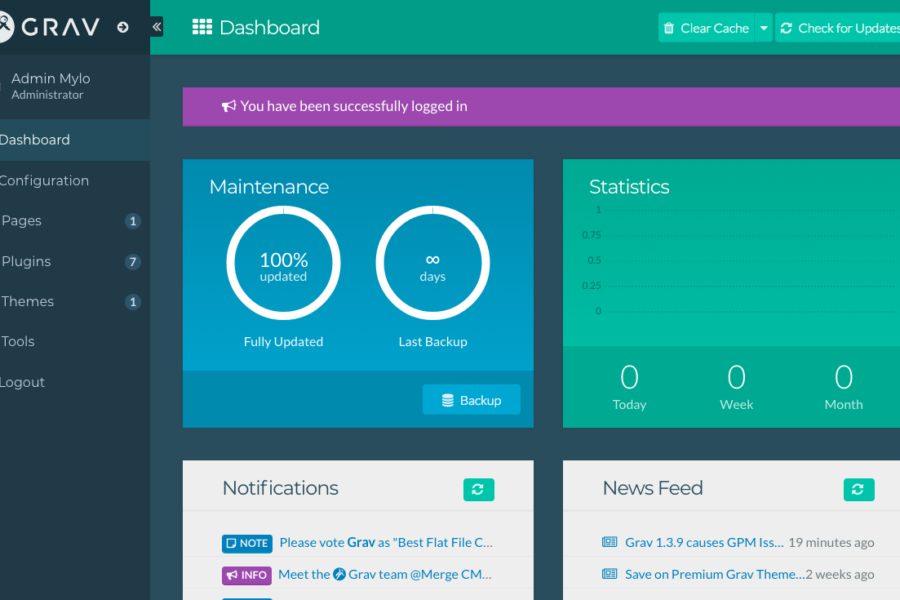 GRAV
Dashboard
Clear Cache
Check for Updates
Admin Mylo
Administrator
You have been successfully logged in
Dashboard
Configuration
Pages 1
Plugins 7
Themes 1
Tools
Logout
Maintenance
100%
updated
Fully Updated
∞
days
Last Backup
Backup
Statistics
1
0.75
0.5
0.25
0
0
Today
0
Week
0
Month
Notifications
NOTE Please vote Grav as "Best Flat File C...
INFO Meet the Grav team @Merge CM...
News Feed
Grav 1.3.9 causes GPM Iss... 19 minutes ago
Save on Premium Grav Theme...2 weeks ago